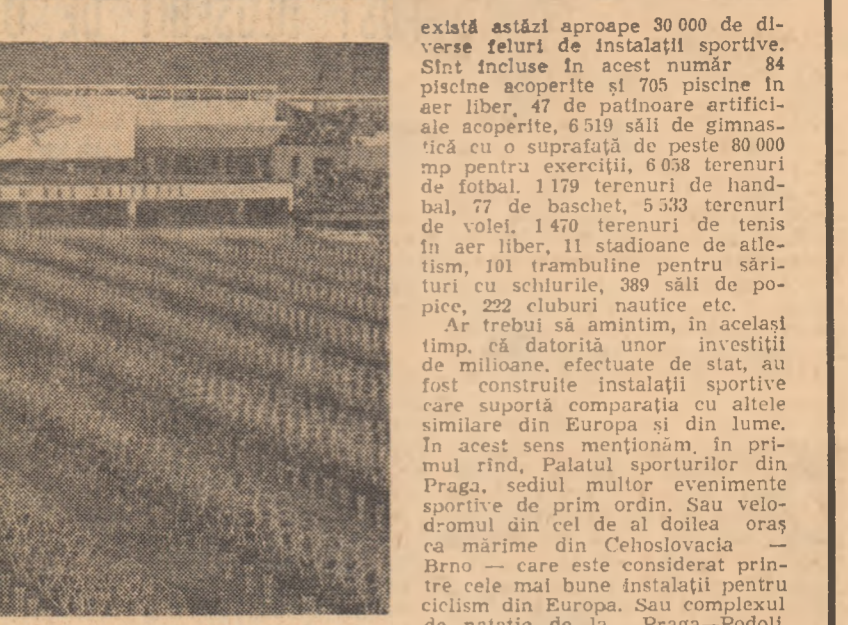 există astăzi aproape 30 000 de di-
verse feluri de instalații sportive.
Sînt incluse în acest număr 84
piscine acoperite și 705 piscine în
aer liber, 47 de patinoare artifici-
ale acoperite, 6 519 săli de gimnas-
tică cu o suprafață de peste 80 000
mp pentru exerciții, 6 058 terenuri
de fotbal. 1 179 terenuri de hand-
bal, 77 de baschet, 5 533 terenuri
de volei. 1 470 terenuri de tenis
în aer liber, 11 stadioane de atle-
tism, 101 trambuline pentru sări-
turi cu schiurile, 389 săli de po-
pice, 222 cluburi nautice etc.
Ar trebui să amintim, în același
timp, că datorită unor investiții
de milioane, efectuate de stat, au
fost construite instalații sportive
care suportă comparația cu altele
similare din Europa și din lume.
În acest sens menționăm, în pri-
mul rînd, Palatul sporturilor din
Praga, sediul multor evenimente
sportive de prim ordin. Sau velo-
dromul din cel de al doilea oraș
ca mărime din Cehoslovacia —
Brno — care este considerat prin-
tre cele mai bune instalații pentru
ciclism din Europa. Sau complexul
de natație de la Praga—Podoli,